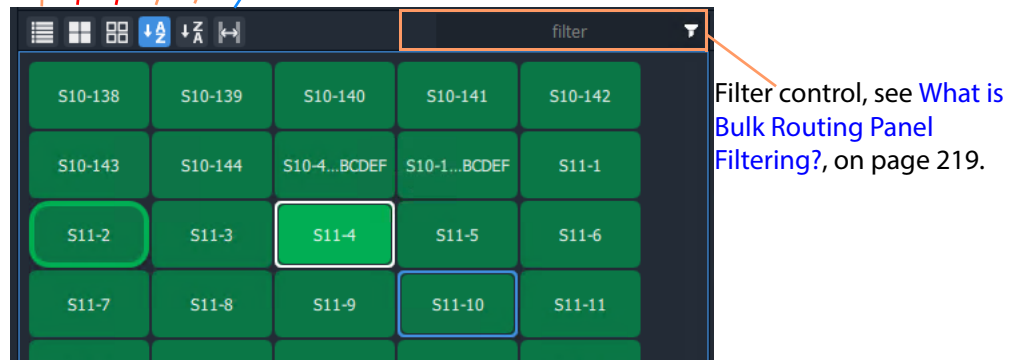 filter
S10-138 S10-139 S10-140 S10-141 S10-142
S10-143 S10-144 S10-4...BCDEF S10-1...BCDEF S11-1
S11-2 S11-3 S11-4 S11-5 S11-6
S11-7 S11-8 S11-9 S11-10 S11-11
Filter control, see What is
Bulk Routing Panel
Filtering?, on page 219.